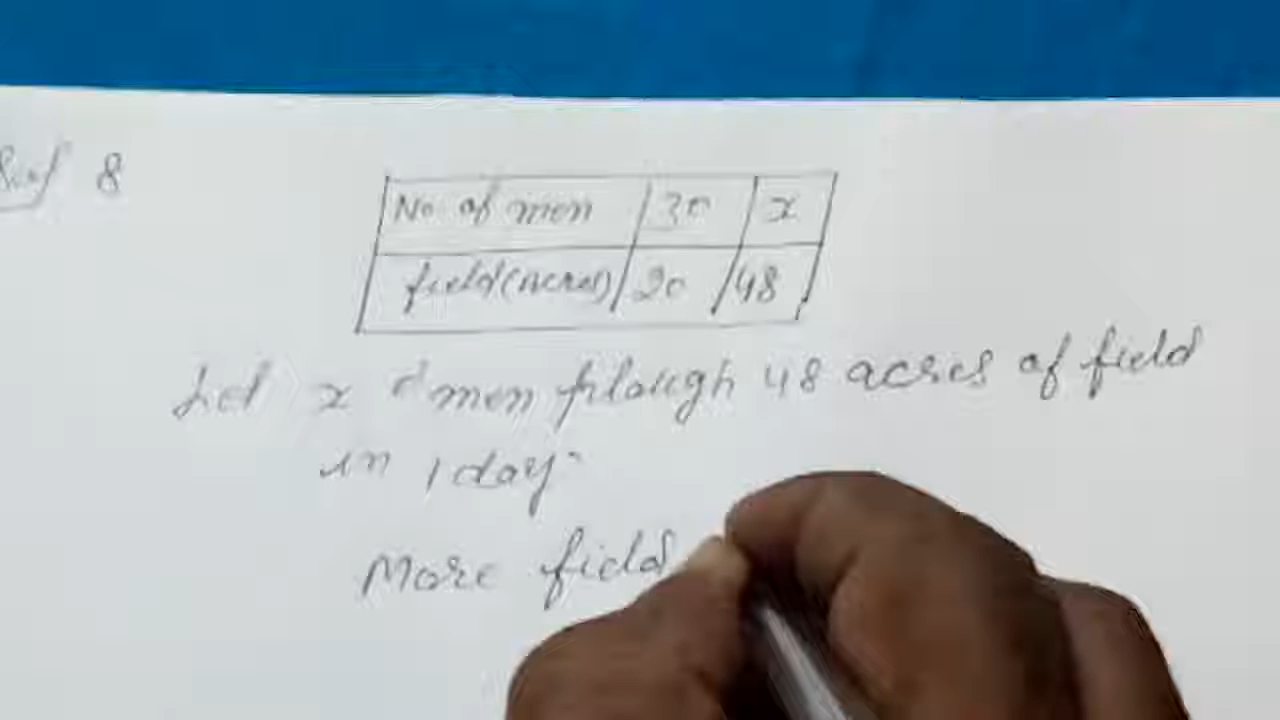 8
No. of men 30 x
field(Acres) 20 48
Let x men plough 48 acres of field
in 1 day
More field